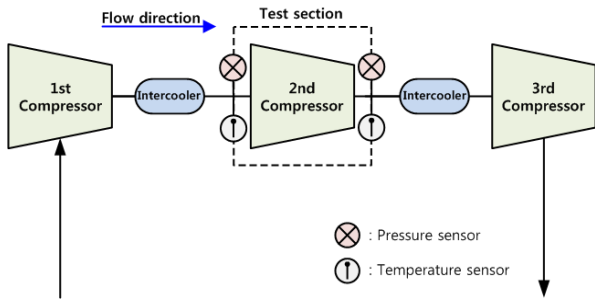 Flow direction
Test section
1st
Compressor
Intercooler
2nd
Compressor
Intercooler
3rd
Compressor
: Pressure sensor
: Temperature sensor